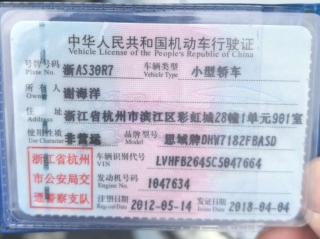 中华人民共和国机动车行驶证
Vehicle License of the People's Republic of China
号牌号码 Plate No. 浙AS30R7 车辆类型 Vehicle Type 小型轿车
所有人 谢海洋
住址 浙江省杭州市滨江区彩虹城28幢1单元901室
使用性质 Use Character 非营运 品牌型号 思域牌DHW7182FBASD
浙江省杭州市公安局交通警察支队
车辆识别代号 VIN LVHFB2645C5047664
发动机号码 Engine No. 1047634
注册日期 Register Date 2012-05-14 发证日期 Issue Date 2018-04-04